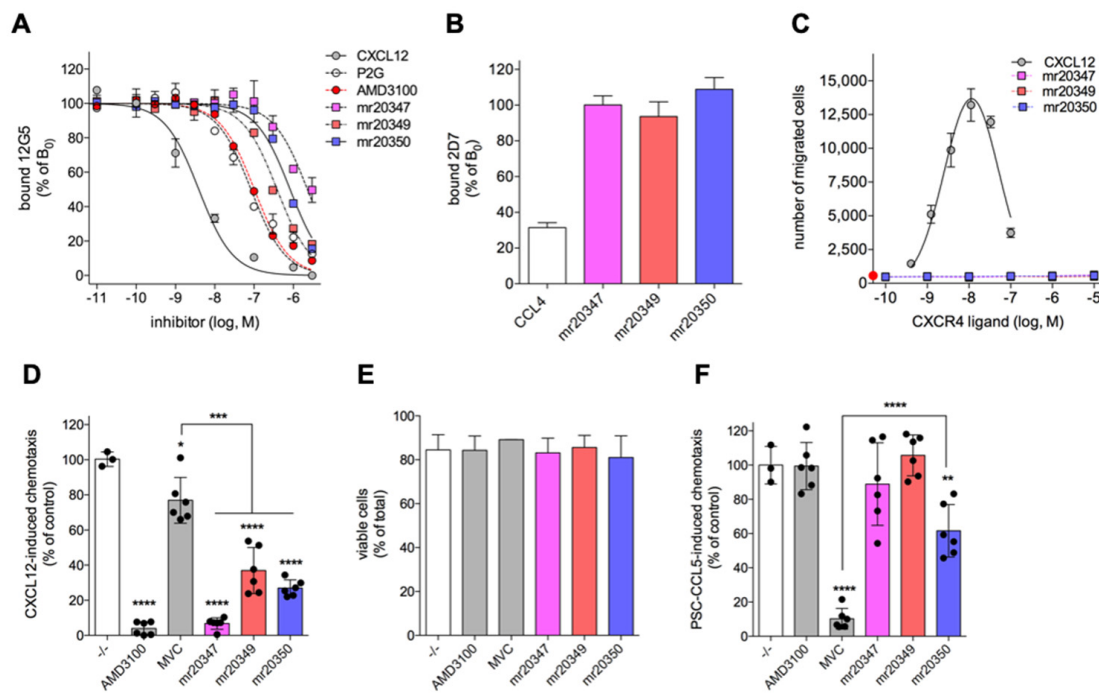 A
bound 12G5
(% of B0)
120
100
80
60
40
20
0
-11
-10
-9
-8
-7
-6
inhibitor (log, M)
CXCL12
P2G
AMD3100
mr20347
mr20349
mr20350
B
bound 2D7
(% of B0)
120
100
80
60
40
20
0
CCL4
mr20347
mr20349
mr20350
C
number of migrated cells
15,000
12,500
10,000
7,500
5,000
2,500
0
-10
-9
-8
-7
-6
-5
CXCR4 ligand (log, M)
CXCL12
mr20347
mr20349
mr20350
D
CXCL12-induced chemotaxis
(% of control)
120
100
80
60
40
20
0
****
*
***
****
****
****
-/-
AMD3100
MVC
mr20347
mr20349
mr20350
E
viable cells
(% of total)
100
80
60
40
20
0
-/-
AMD3100
MVC
mr20347
mr20349
mr20350
F
PSC-CCL5-induced chemotaxis
(% of control)
120
100
80
60
40
20
0
****
****
**
-/-
AMD3100
MVC
mr20347
mr20349
mr20350